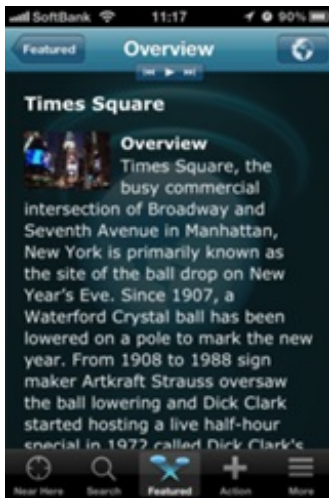 SoftBank 11:17 90%
Featured Overview
Times Square
Overview
Times Square, the
busy commercial
intersection of Broadway and
Seventh Avenue in Manhattan,
New York is primarily known as
the site of the ball drop on New
Year's Eve. Since 1907, a
Waterford Crystal ball has been
lowered on a pole to mark the new
year. From 1908 to 1988 sign
maker Artkraft Strauss oversaw
the ball lowering and Dick Clark
started hosting a live half-hour
special in 1972 called Dick Clark's
Near Here Search Featured Action More